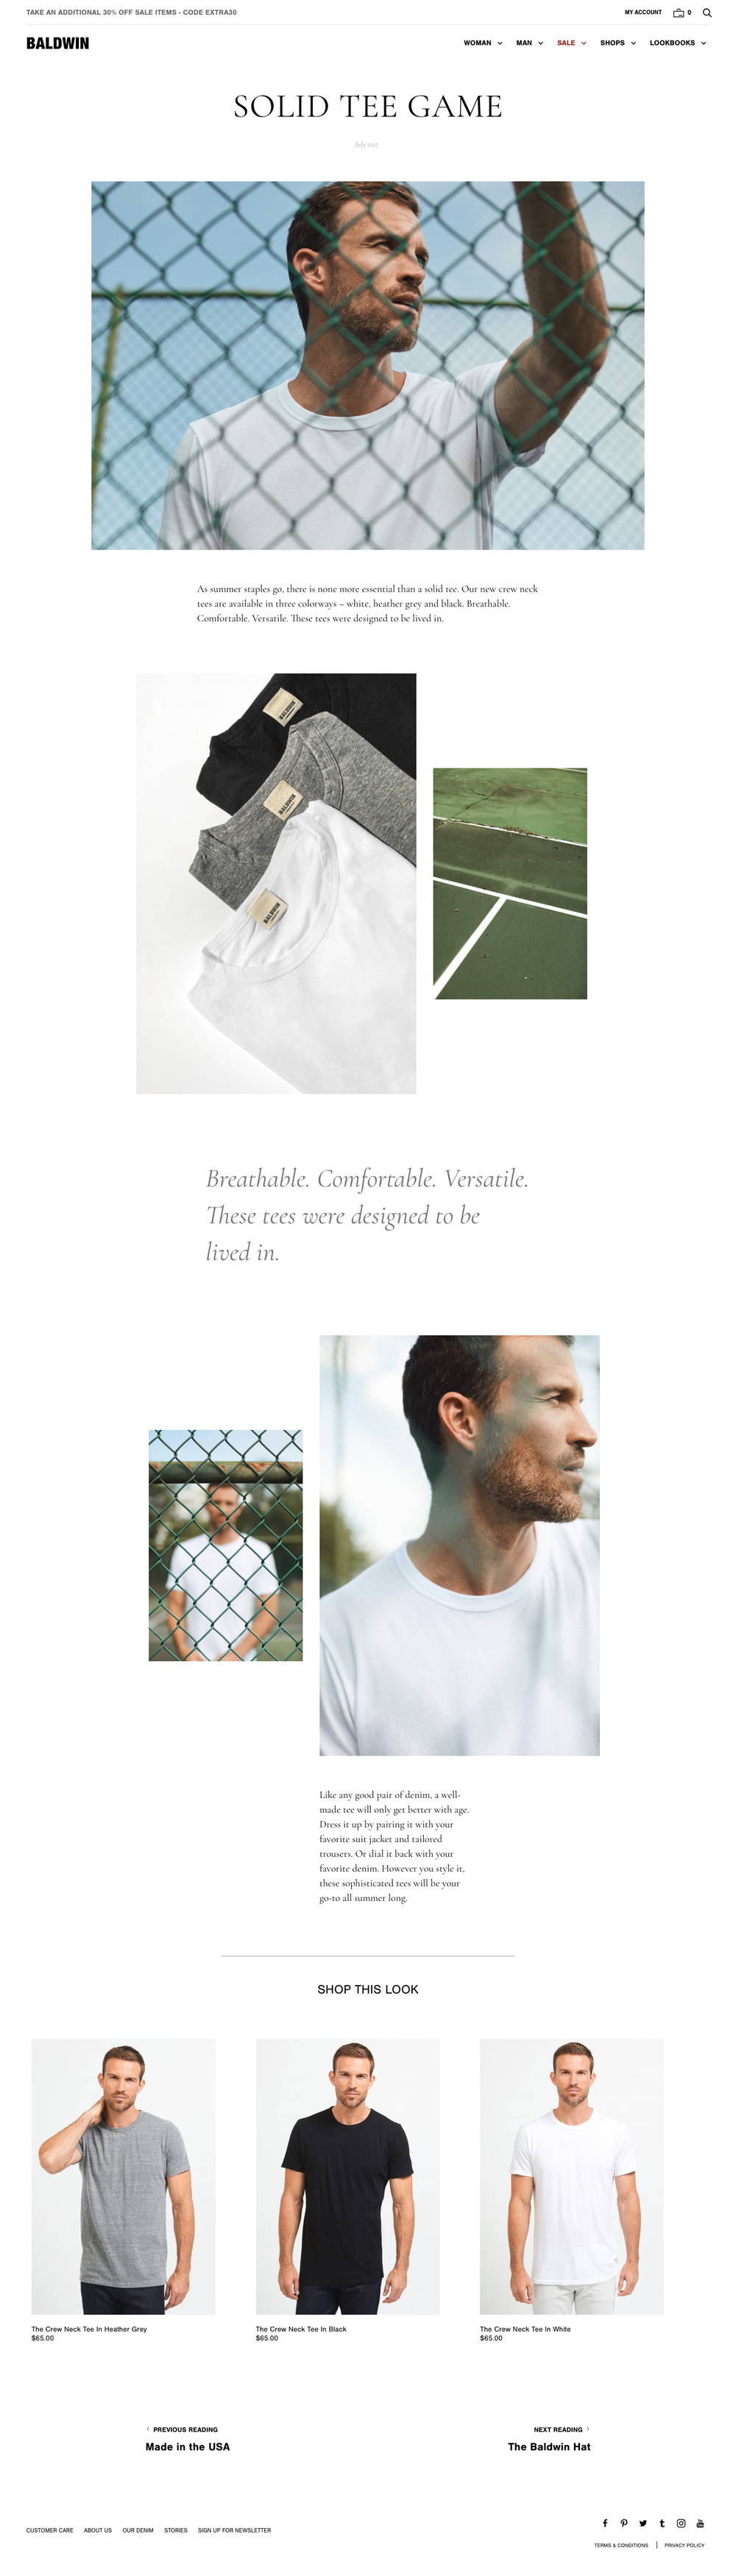 TAKE AN ADDITIONAL 30% OFF SALE ITEMS - CODE EXTRA30
MY ACCOUNT 0
BALDWIN
WOMAN MAN SALE SHOPS LOOKBOOKS
SOLID TEE GAME
July 2017
As summer staples go, there is none more essential than a solid tee. Our new crew neck
tees are available in three colorways – white, heather grey and black. Breathable.
Comfortable. Versatile. These tees were designed to be lived in.
BALDWIN
BALDWIN
BALDWIN
Breathable. Comfortable. Versatile.
These tees were designed to be
lived in.
Like any good pair of denim, a well-
made tee will only get better with age.
Dress it up by pairing it with your
favorite suit jacket and tailored
trousers. Or dial it back with your
favorite denim. However you style it,
these sophisticated tees will be your
go-to all summer long.
SHOP THIS LOOK
The Crew Neck Tee In Heather Grey
$65.00
The Crew Neck Tee In Black
$65.00
The Crew Neck Tee In White
$65.00
PREVIOUS READING
Made in the USA
NEXT READING
The Baldwin Hat
CUSTOMER CARE ABOUT US OUR DENIM STORIES SIGN UP FOR NEWSLETTER
TERMS & CONDITIONS | PRIVACY POLICY